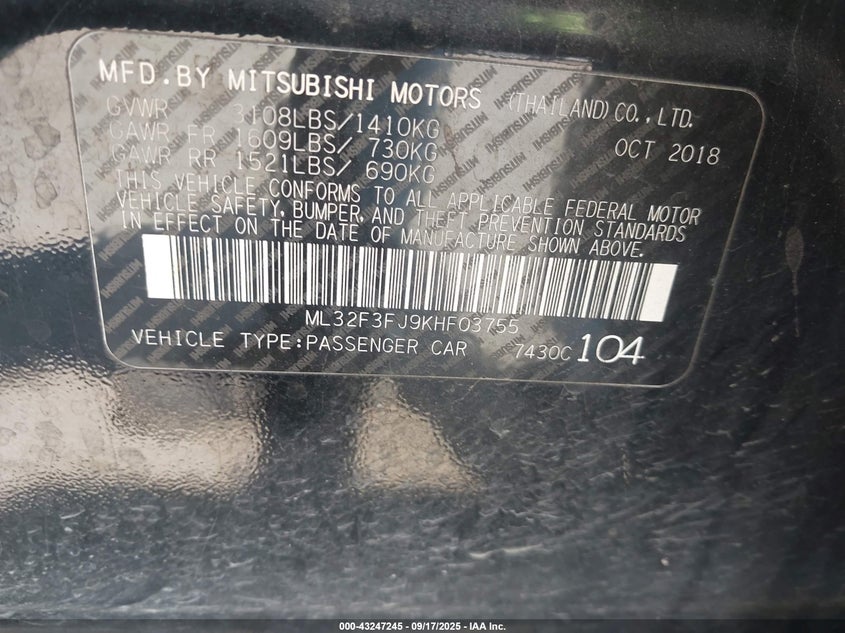 MFD.BY MITSUBISHI MOTORS (THAILAND) CO., LTD.
GVWR 3108LBS/1410KG
GAWR FR 1609LBS/ 730KG OCT 2018
GAWR RR 1521LBS/ 690KG
THIS VEHICLE CONFORMS TO ALL APPLICABLE FEDERAL MOTOR
VEHICLE SAFETY, BUMPER, AND THEFT PREVENTION STANDARDS
IN EFFECT ON THE DATE OF MANUFACTURE SHOWN ABOVE.
ML32F3FJ9KHF03755
VEHICLE TYPE:PASSENGER CAR 7430C 104
000-43247245 - 09/17/2025 - IAA Inc.